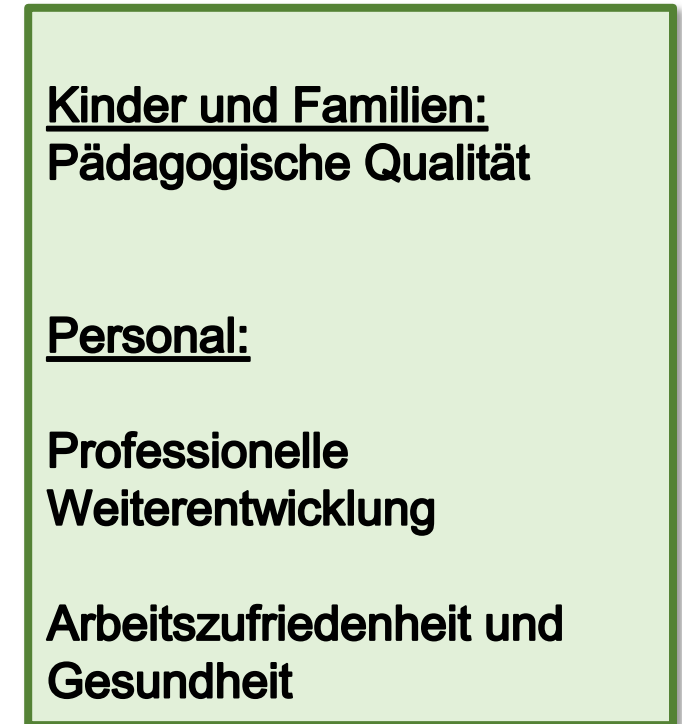 Kinder und Familien:
Pädagogische Qualität
Personal:
Professionelle
Weiterentwicklung
Arbeitszufriedenheit und
Gesundheit